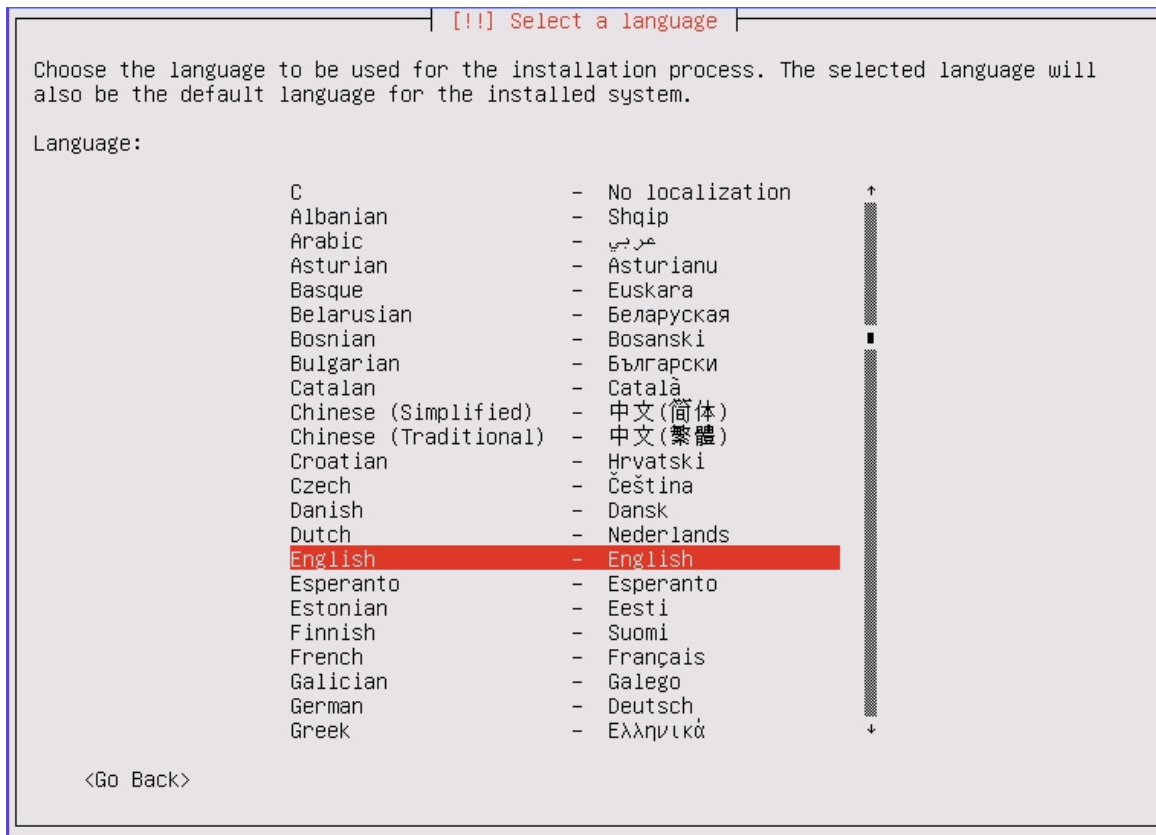 [!!] Select a language
Choose the language to be used for the installation process. The selected language will
also be the default language for the installed system.
Language:
C - No localization
Albanian - Shqip
Arabic - عربي
Asturian - Asturianu
Basque - Euskara
Belarusian - Беларуская
Bosnian - Bosanski
Bulgarian - Български
Catalan - Català
Chinese (Simplified) - 中文(简体)
Chinese (Traditional) - 中文(繁體)
Croatian - Hrvatski
Czech - Čeština
Danish - Dansk
Dutch - Nederlands
English - English
Esperanto - Esperanto
Estonian - Eesti
Finnish - Suomi
French - Français
Galician - Galego
German - Deutsch
Greek - Ελληνικά
<Go Back>